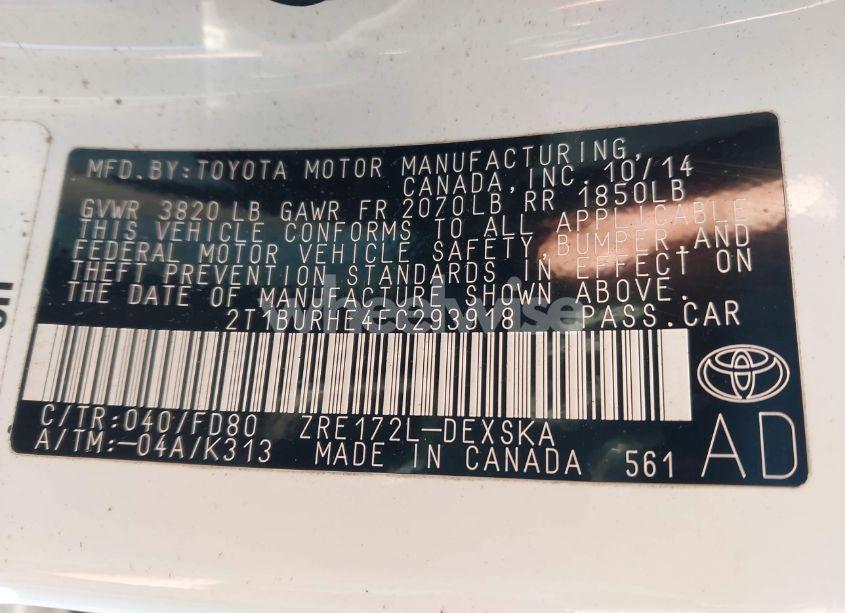 MFD.BY:TOYOTA MOTOR MANUFACTURING,
CANADA,INC. 10/14
GVWR 3820 LB GAWR FR 2070LB RR 1850LB
THIS VEHICLE CONFORMS TO ALL APPLICABLE
FEDERAL MOTOR VEHICLE SAFETY,BUMPER,AND
THEFT PREVENTION STANDARDS IN EFFECT ON
THE DATE OF MANUFACTURE SHOWN ABOVE.
2T1BURHE4FC293918 PASS.CAR
C/TR:040/FD80 ZRE172L-DEXSKA
A/TM:-04A/K313 MADE IN CANADA 561
AD